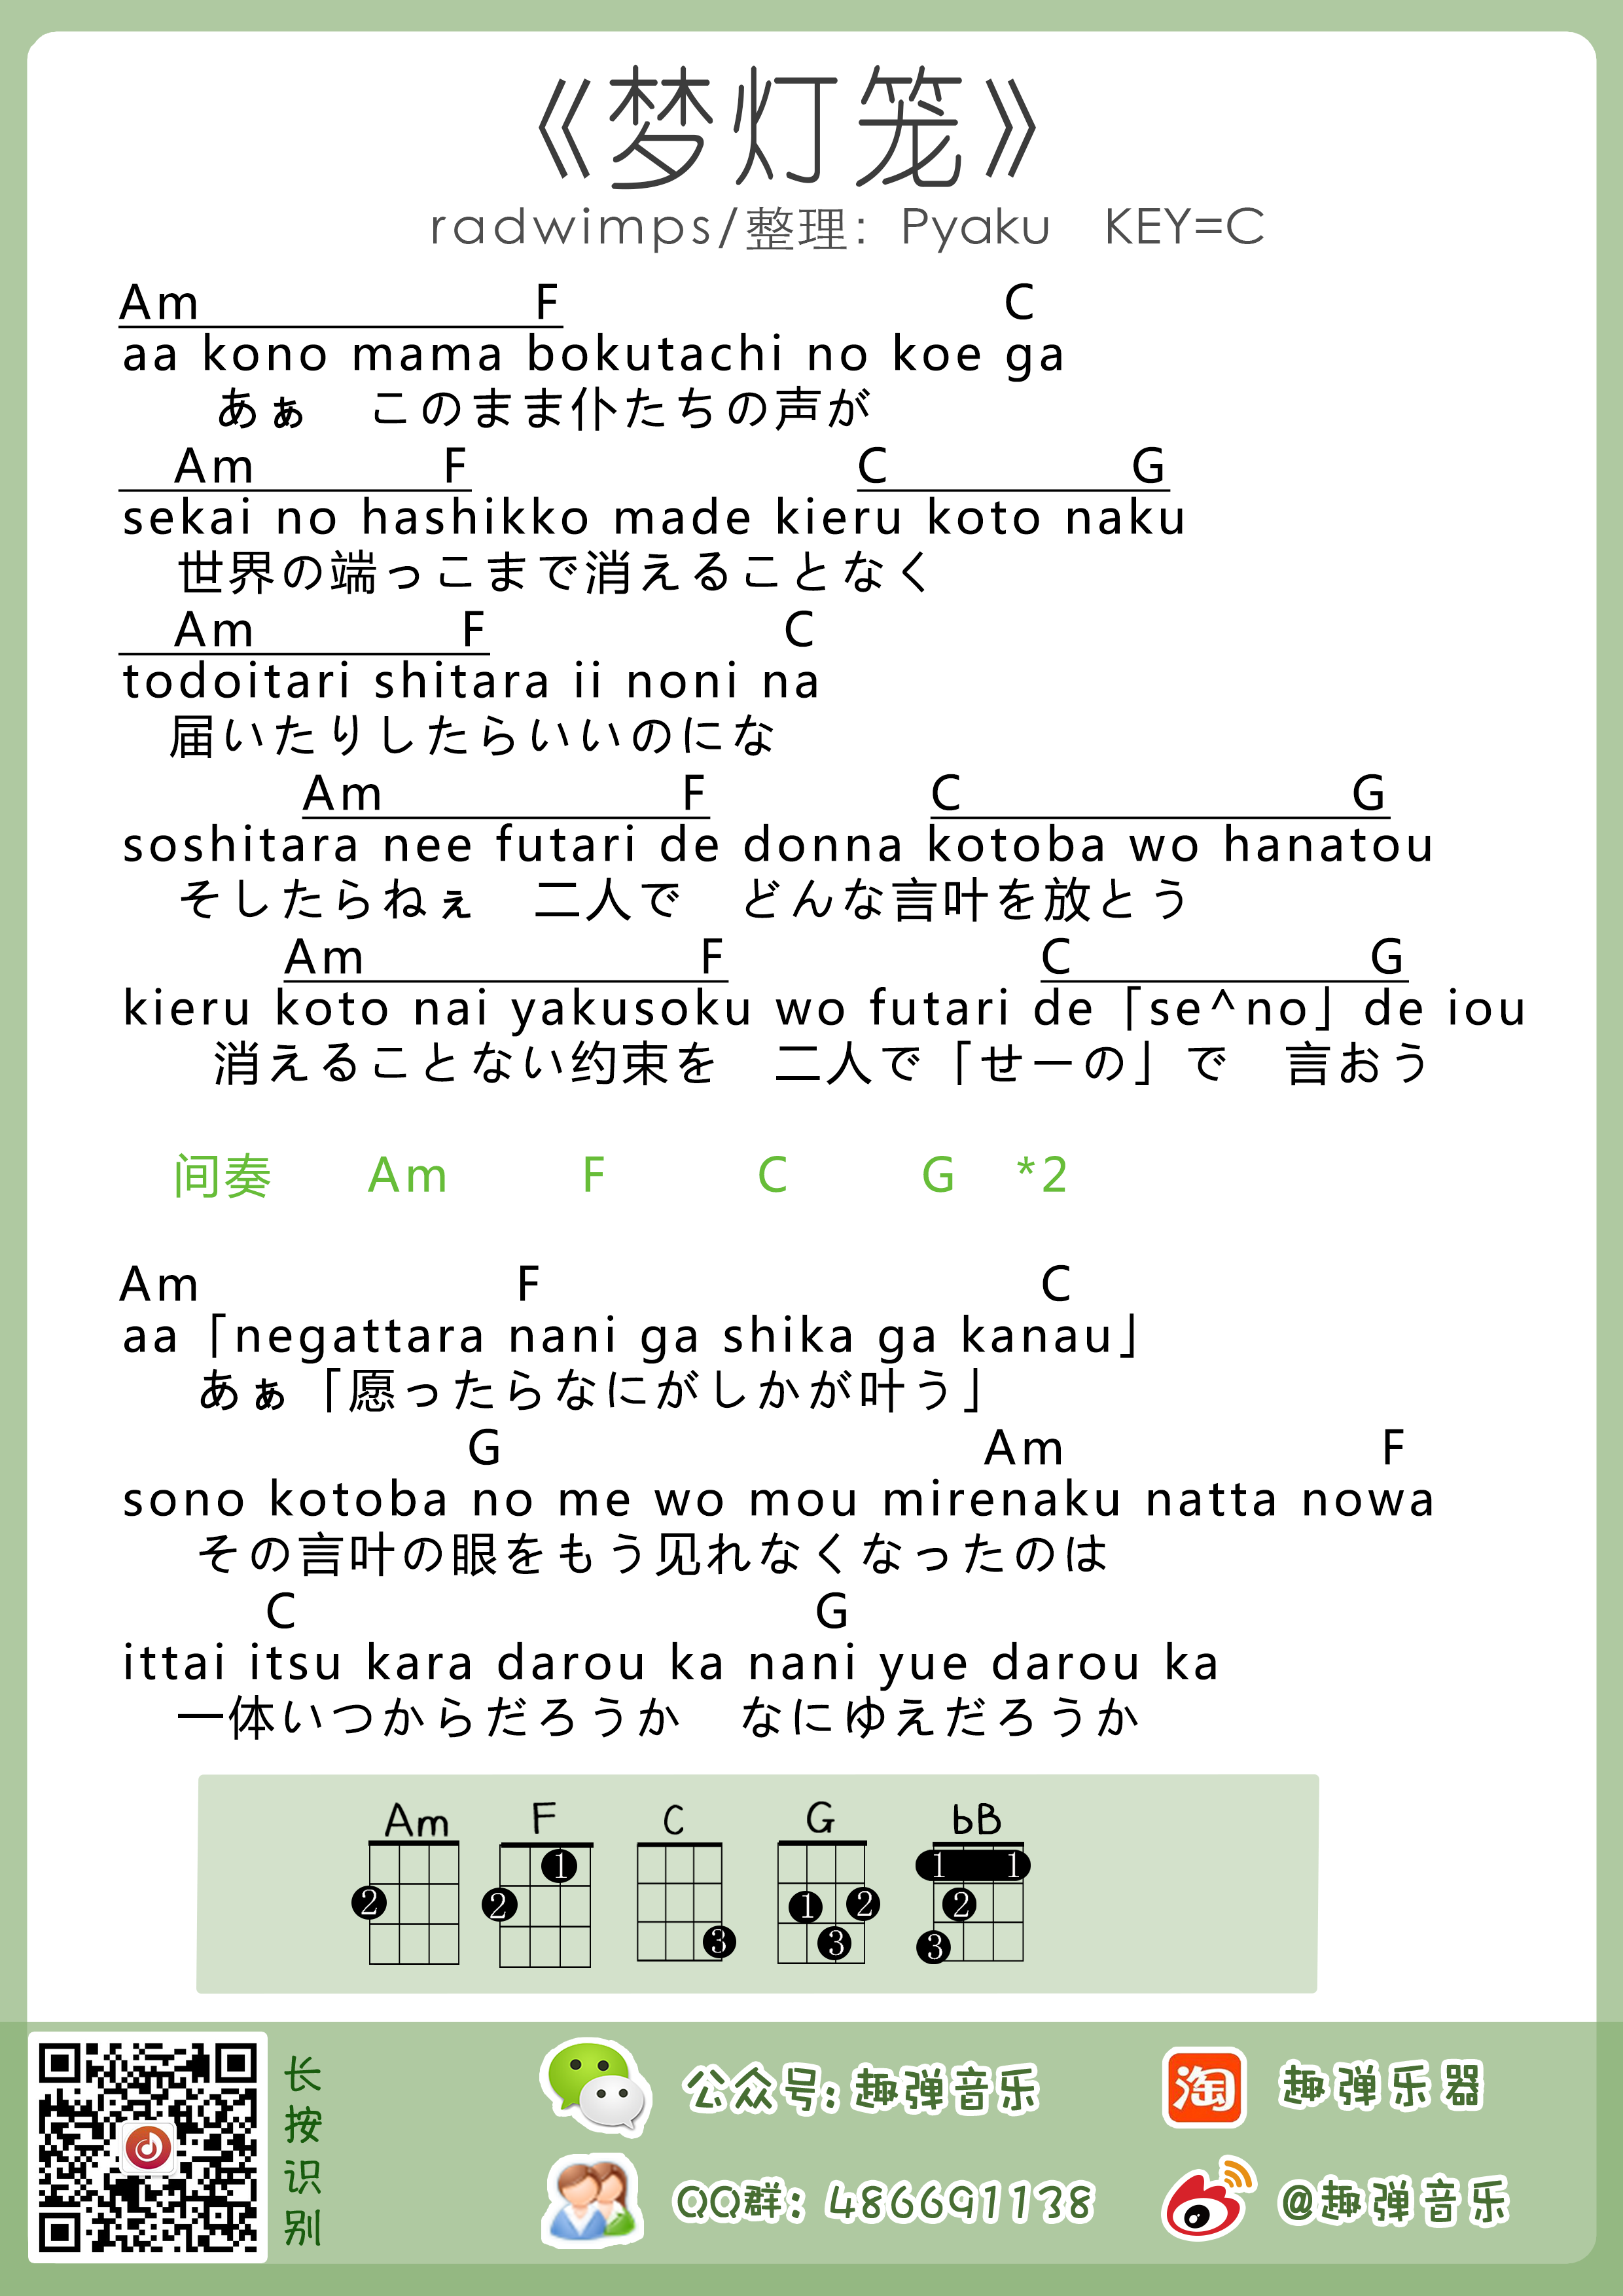 《梦灯笼》
radwimps/整理：Pyaku KEY=C
Am F C
aa kono mama bokutachi no koe ga
あぁ このまま仆たちの声が
Am F C G
sekai no hashikko made kieru koto naku
世界の端っこまで消えることなく
Am F C
todoitari shitara ii noni na
届いたりしたらいいのにな
Am F C G
soshitara nee futari de donna kotoba wo hanatou
そしたらねぇ 二人で どんな言叶を放とう
Am F C G
kieru koto nai yakusoku wo futari de「se^no」de iou
消えることない约束を 二人で「せーの」で 言おう
间奏 Am F C G *2
Am F C
aa「negattara nani ga shika ga kanau」
あぁ「愿ったらなにがしかが叶う」
G Am F
sono kotoba no me wo mou mirenaku natta nowa
その言叶の眼をもう见れなくなったのは
C G
ittai itsu kara darou ka nani yue darou ka
一体いつからだろうか なにゆえだろうか
Am F C G bB
2 2 1 3 1 2 3 1 1 2 3
长按识别
公众号：趣弹音乐
淘 趣弹乐器
QQ群：486691138
@趣弹音乐